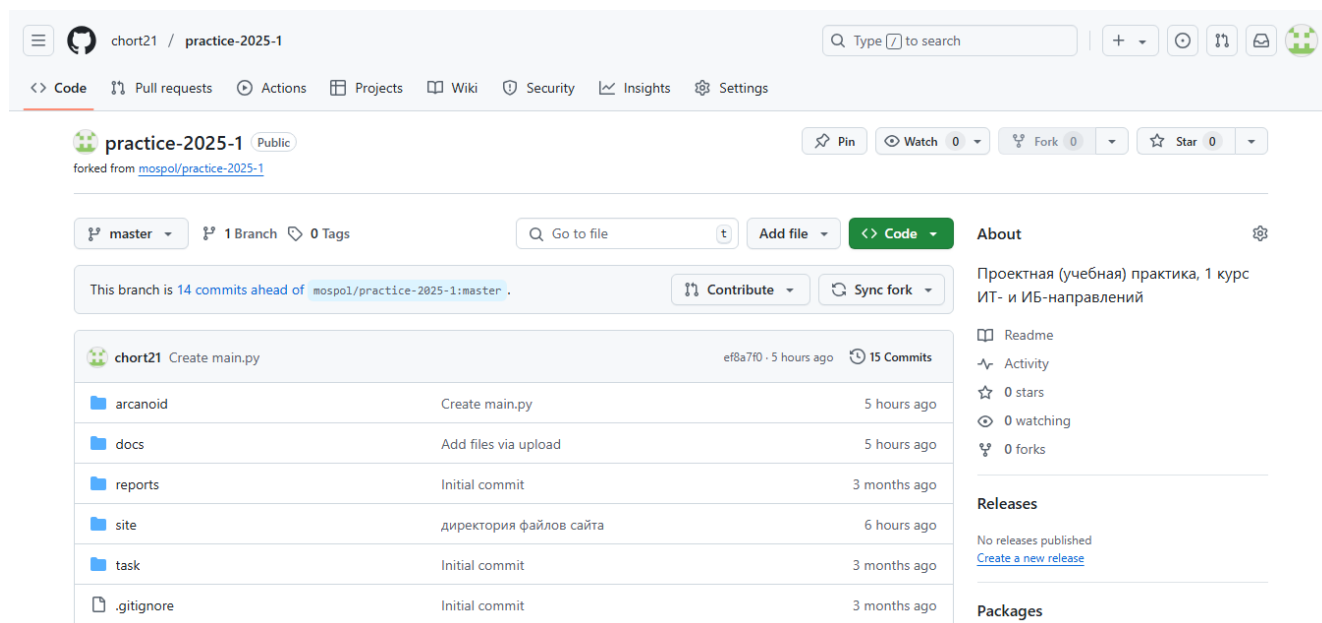 chort21 / practice-2025-1 Type / to search
Code Pull requests Actions Projects Wiki Security Insights Settings
practice-2025-1 Public Pin Watch 0 Fork 0 Star 0
forked from mospol/practice-2025-1
master 1 Branch 0 Tags Go to file t Add file Code About
This branch is 14 commits ahead of mospol/practice-2025-1:master . Contribute Sync fork
Проектная (учебная) практика, 1 курс
ИТ- и ИБ-направлений
Readme
chort21 Create main.py ef8a7f0 · 5 hours ago 15 Commits
Activity
arcanoid Create main.py 5 hours ago
0 stars
0 watching
docs Add files via upload 5 hours ago
0 forks
reports Initial commit 3 months ago
Releases
site директория файлов сайта 6 hours ago
No releases published
Create a new release
task Initial commit 3 months ago
.gitignore Initial commit 3 months ago
Packages